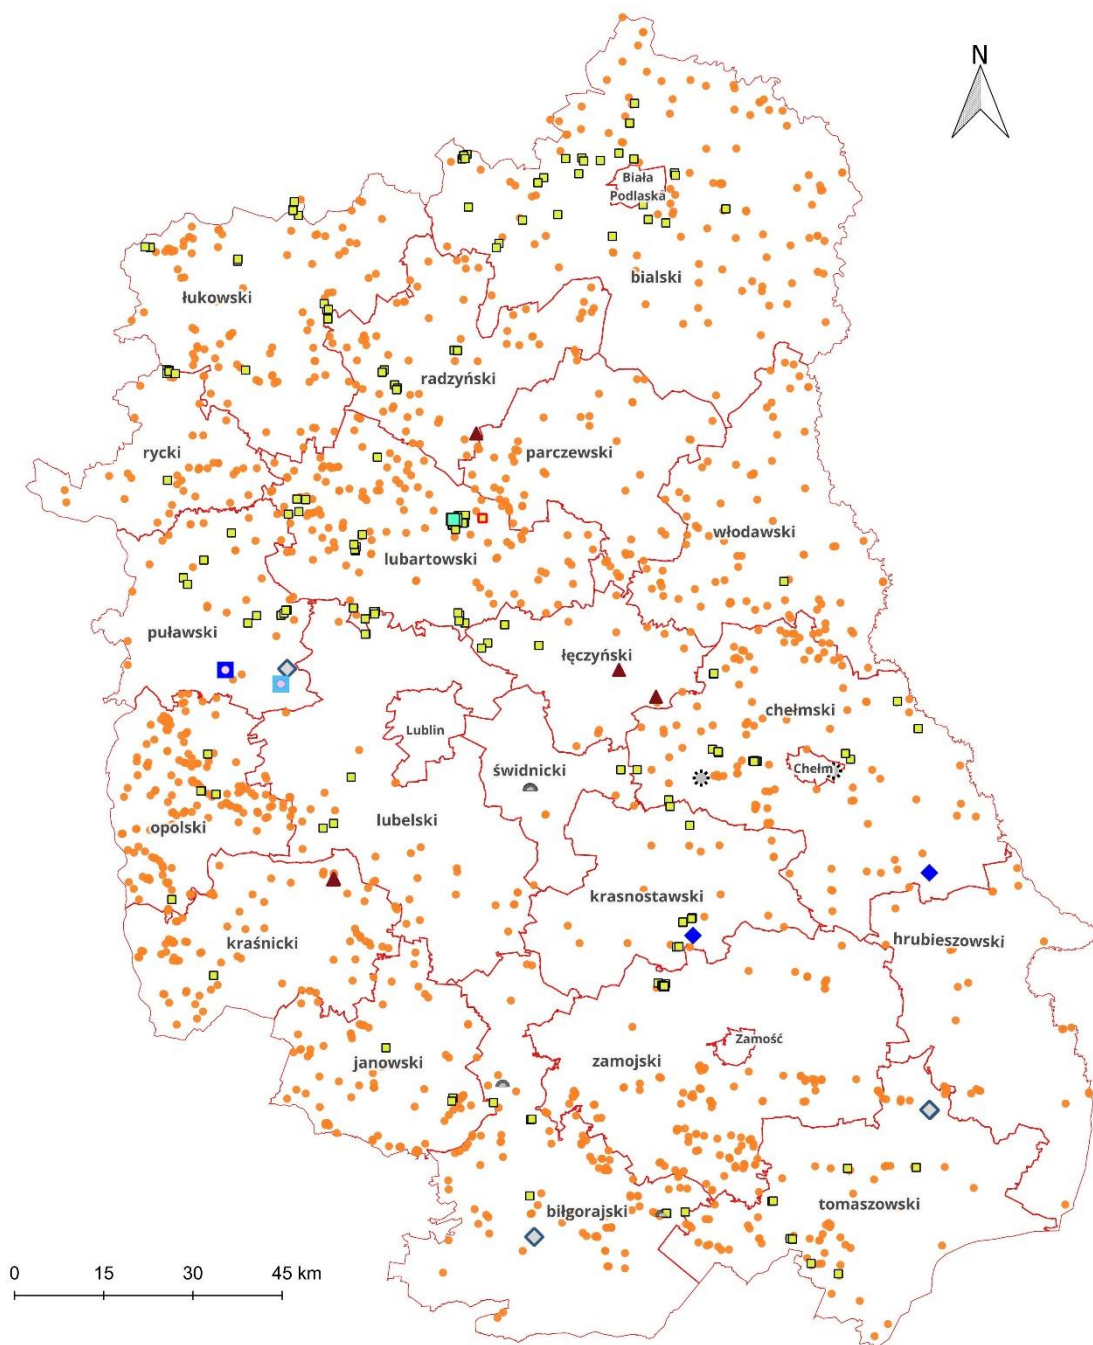 N
Biała
Podlaska
bialski
łukowski
radzyński
rycki
parczewski
włodawski
lubartowski
puławski
łęczyński
chełmski
Lublin
świdnicki
Chełm
opolski
lubelski
krasnostawski
kraśnicki
hrubieszowski
Zamość
janowski
zamojski
biłgorajski
tomaszowski
0 15 30 45 km